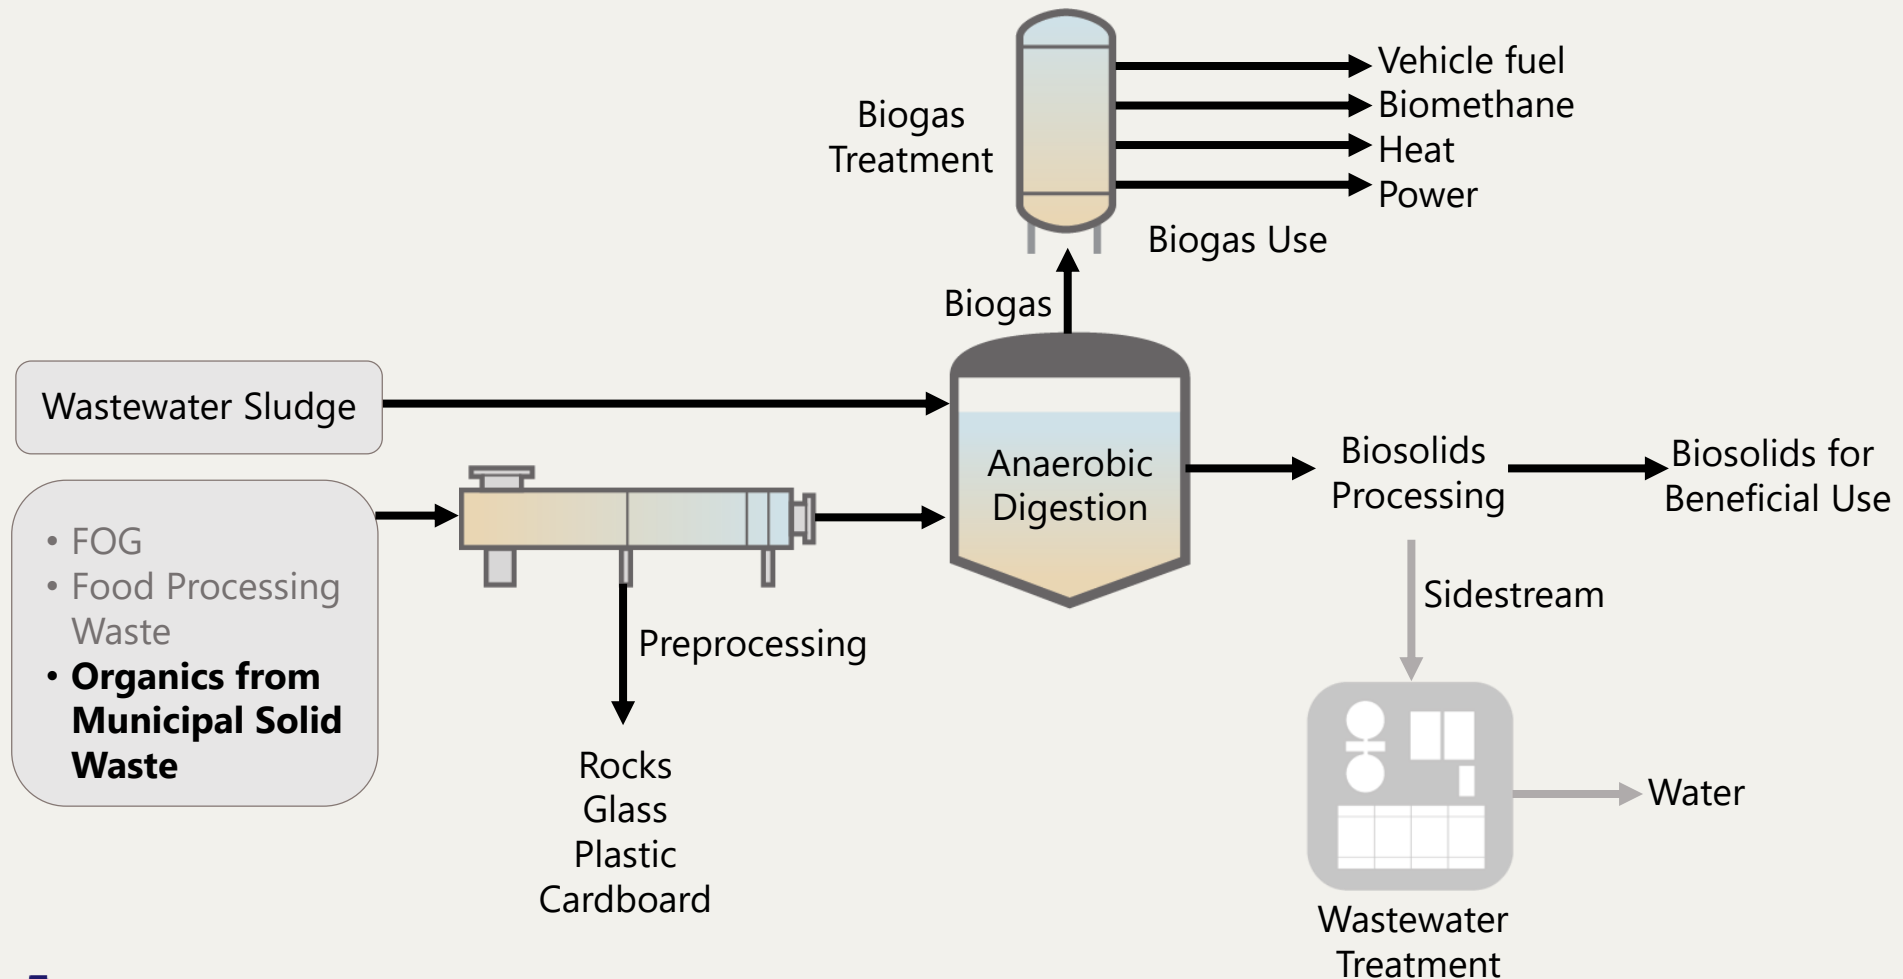 Vehicle fuel
Biomethane
Heat
Power
Biogas
Treatment
Biogas Use
Biogas
Wastewater Sludge
Anaerobic
Digestion
Biosolids
Processing
Biosolids for
Beneficial Use
• FOG
• Food Processing
Waste
• Organics from
Municipal Solid
Waste
Preprocessing
Sidestream
Rocks
Glass
Plastic
Cardboard
Water
Wastewater
Treatment